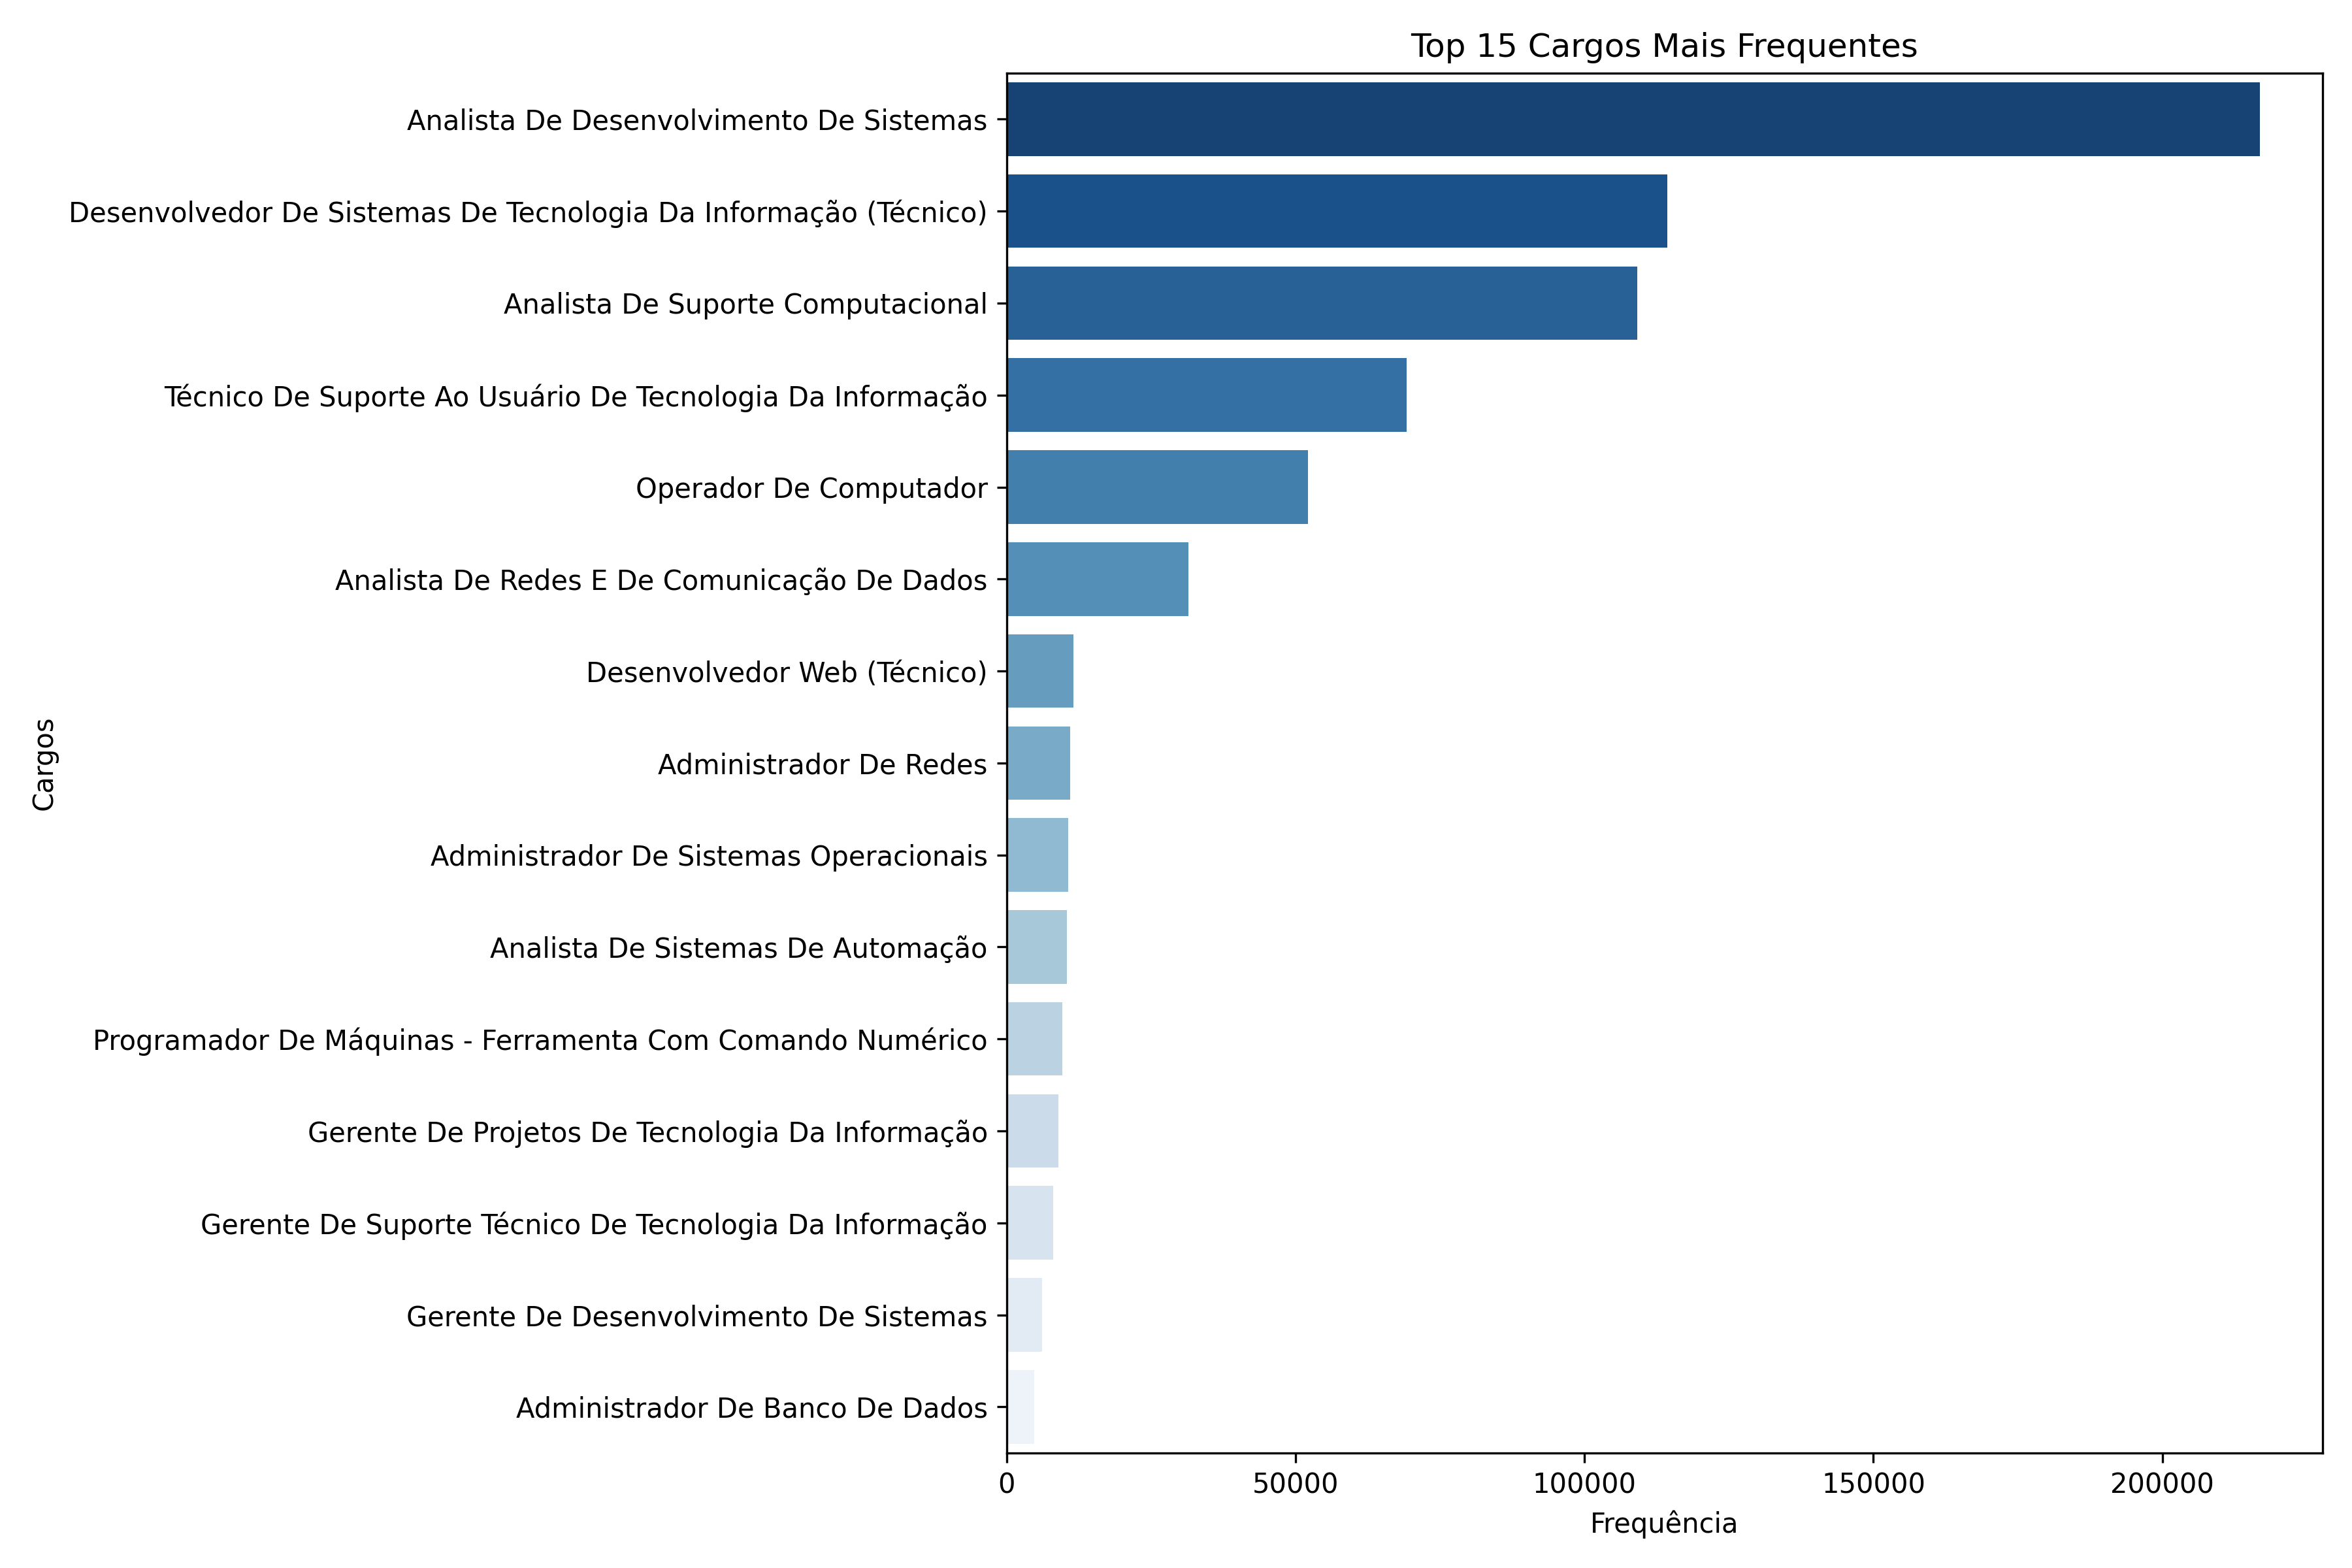 Top 15 Cargos Mais Frequentes
Analista De Desenvolvimento De Sistemas
Desenvolvedor De Sistemas De Tecnologia Da Informação (Técnico)
Analista De Suporte Computacional
Técnico De Suporte Ao Usuário De Tecnologia Da Informação
Operador De Computador
Analista De Redes E De Comunicação De Dados
Desenvolvedor Web (Técnico)
Administrador De Redes
Administrador De Sistemas Operacionais
Analista De Sistemas De Automação
Programador De Máquinas - Ferramenta Com Comando Numérico
Gerente De Projetos De Tecnologia Da Informação
Gerente De Suporte Técnico De Tecnologia Da Informação
Gerente De Desenvolvimento De Sistemas
Administrador De Banco De Dados
Cargos
0 50000 100000 150000 200000
Frequência